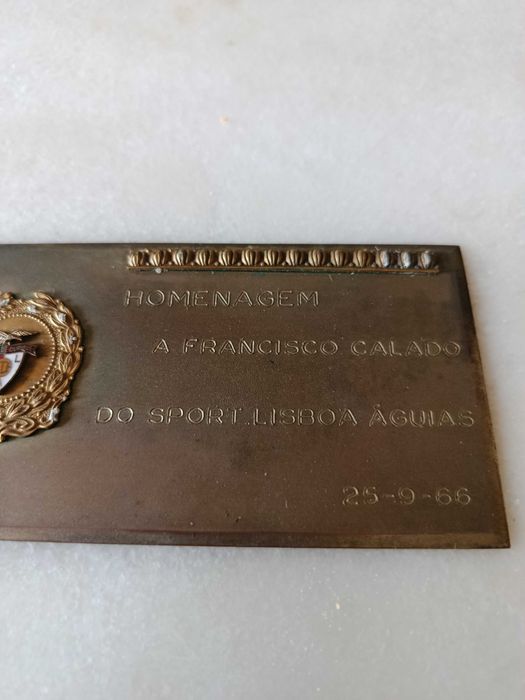 HOMENAGEM
A FRANCISCO CALADO
DO SPORT LISBOA ÁGUIAS
25-9-66
L